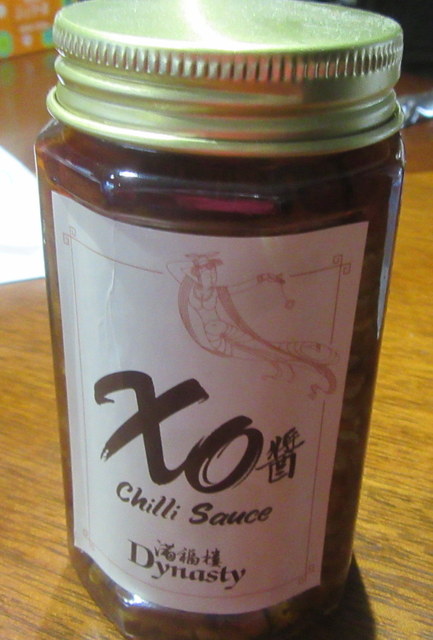 XO醬
Chilli Sauce
滿福樓
Dynasty